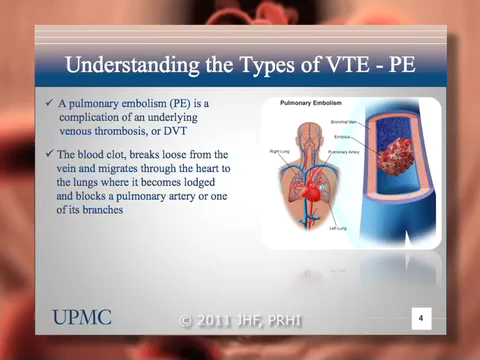 Understanding the Types of VTE - PE
✓ A pulmonary embolism (PE) is a
complication of an underlying
venous thrombosis, or DVT
✓ The blood clot, breaks loose from the
vein and migrates through the heart to
the lungs where it becomes lodged
and blocks a pulmonary artery or one
of its branches
Pulmonary Embolism
Bronchial Vein
Embolus
Right Lung
Pulmonary Artery
Left Lung
UPMC
© 2011 JHF, PRHI
4